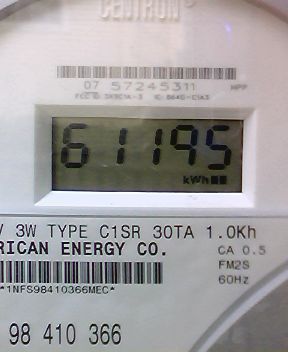 CENTRON®
07 57245311 HPP
61195
kWh
V 3W TYPE C1SR 30TA 1.0Kh
RICAN ENERGY CO. CA 0.5
FM2S
60Hz
*1NFS98410366MEC*
98 410 366